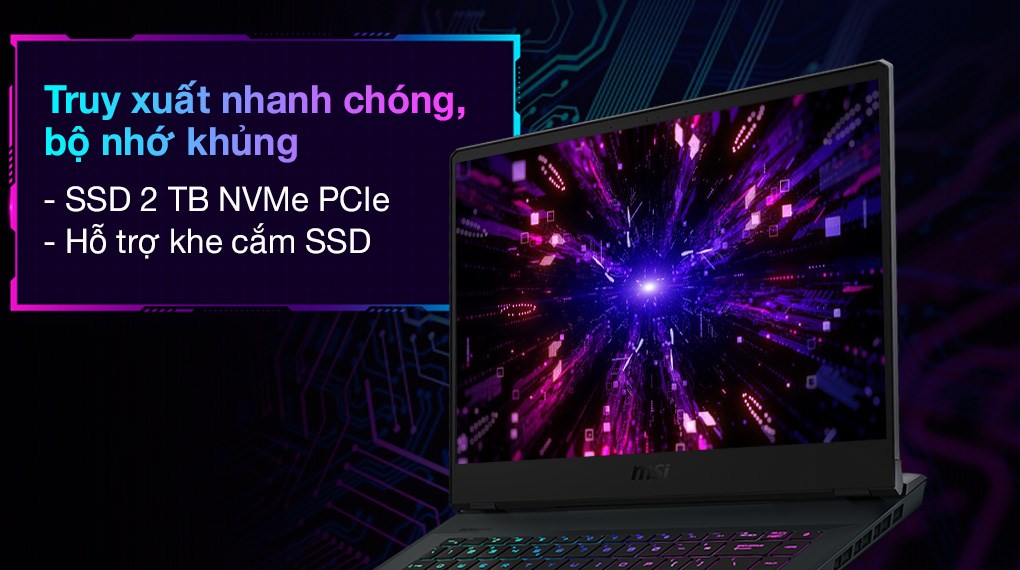 Truy xuất nhanh chóng,
bộ nhớ khủng
- SSD 2 TB NVMe PCIe
- Hỗ trợ khe cắm SSD
msi